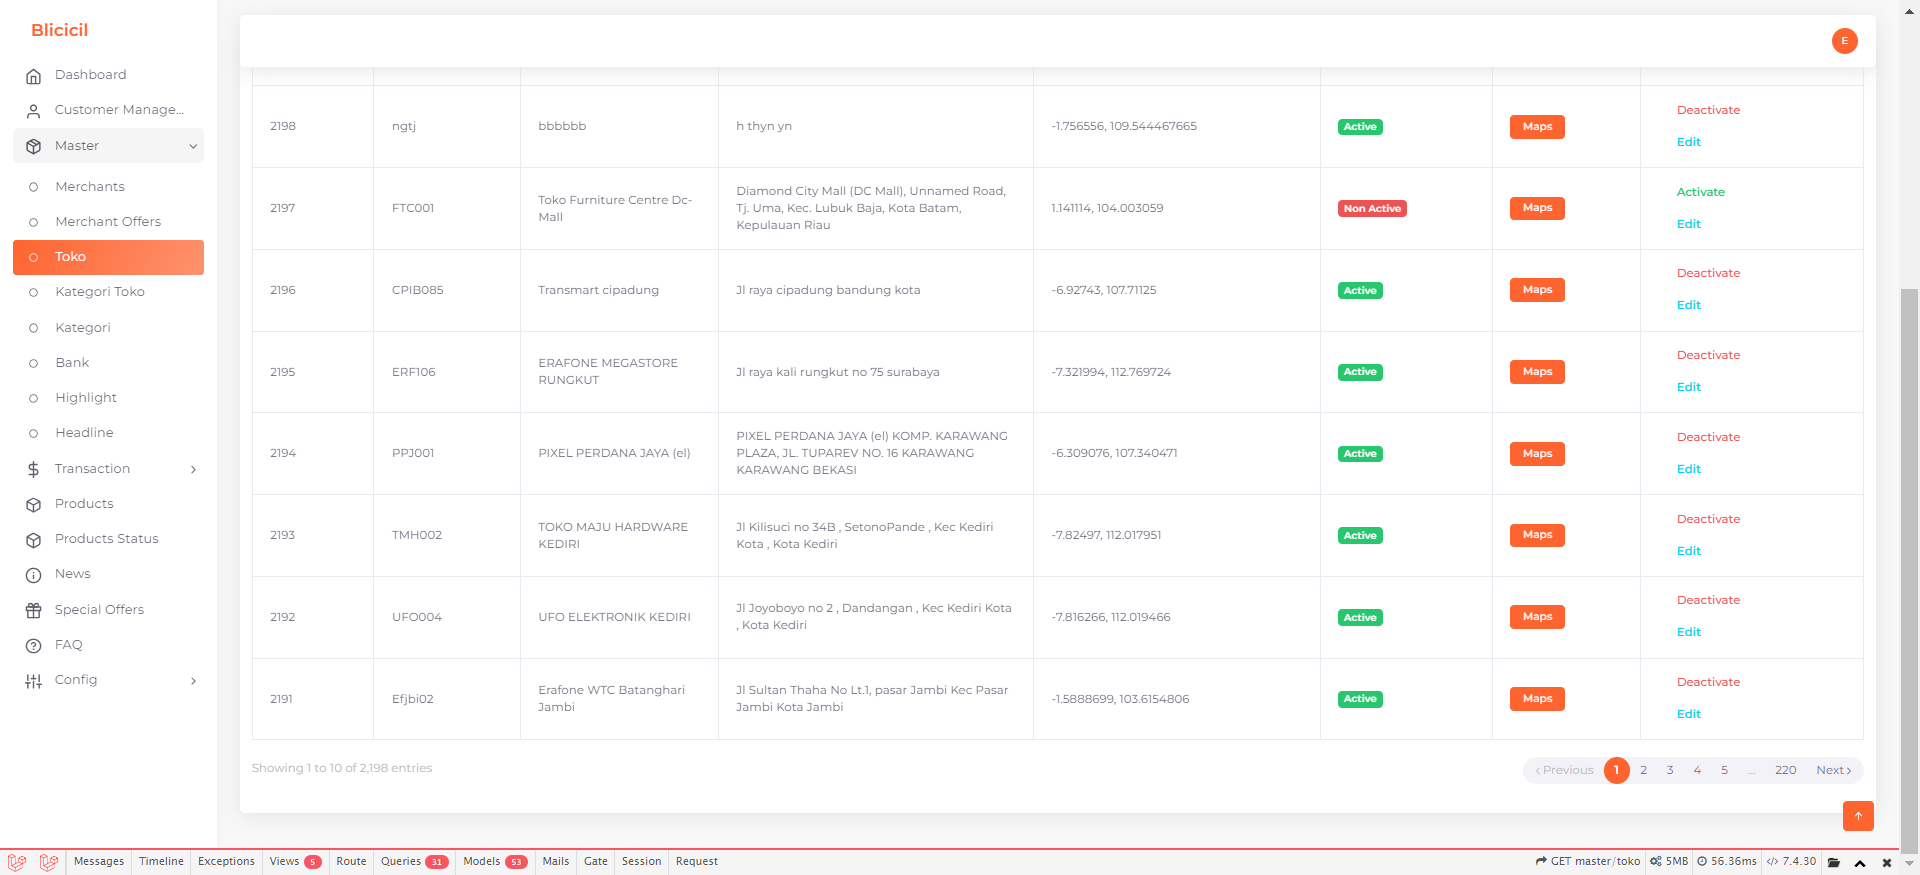 Blicicil
E
Dashboard
Customer Manage...
Master
Merchants
Merchant Offers
Toko
Kategori Toko
Kategori
Bank
Highlight
Headline
Transaction
Products
Products Status
News
Special Offers
FAQ
Config
2198 ngtj bbbbbb h thyn yn -1.756556, 109.544467665 Active Maps Deactivate
Edit
2197 FTC001 Toko Furniture Centre Dc-
Mall Diamond City Mall (DC Mall), Unnamed Road,
Tj. Uma, Kec. Lubuk Baja, Kota Batam,
Kepulauan Riau 1.141114, 104.003059 Non Active Maps Activate
Edit
2196 CPIB085 Transmart cipadung Jl raya cipadung bandung kota -6.92743, 107.71125 Active Maps Deactivate
Edit
2195 ERF106 ERAFONE MEGASTORE
RUNGKUT Jl raya kali rungkut no 75 surabaya -7.321994, 112.769724 Active Maps Deactivate
Edit
2194 PPJ001 PIXEL PERDANA JAYA (el) PIXEL PERDANA JAYA (el) KOMP. KARAWANG
PLAZA, JL. TUPAREV NO. 16 KARAWANG
KARAWANG BEKASI -6.309076, 107.340471 Active Maps Deactivate
Edit
2193 TMH002 TOKO MAJU HARDWARE
KEDIRI Jl Kilisuci no 34B , SetonoPande , Kec Kediri
Kota , Kota Kediri -7.82497, 112.017951 Active Maps Deactivate
Edit
2192 UFO004 UFO ELEKTRONIK KEDIRI Jl Joyoboyo no 2 , Dandangan , Kec Kediri Kota
, Kota Kediri -7.816266, 112.019466 Active Maps Deactivate
Edit
2191 Efjbi02 Erafone WTC Batanghari
Jambi Jl Sultan Thaha No Lt.1, pasar Jambi Kec Pasar
Jambi Kota Jambi -1.5888699, 103.6154806 Active Maps Deactivate
Edit
Showing 1 to 10 of 2,198 entries
Previous 1 2 3 4 5 ... 220 Next
Messages Timeline Exceptions Views 5 Route Queries 31 Models 53 Mails Gate Session Request GET master/toko 5MB 56.36ms 7.4.30